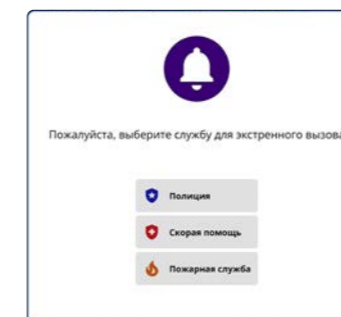 Пожалуйста, выберите службу для экстренного вызова
Полиция
Скорая помощь
Пожарная служба